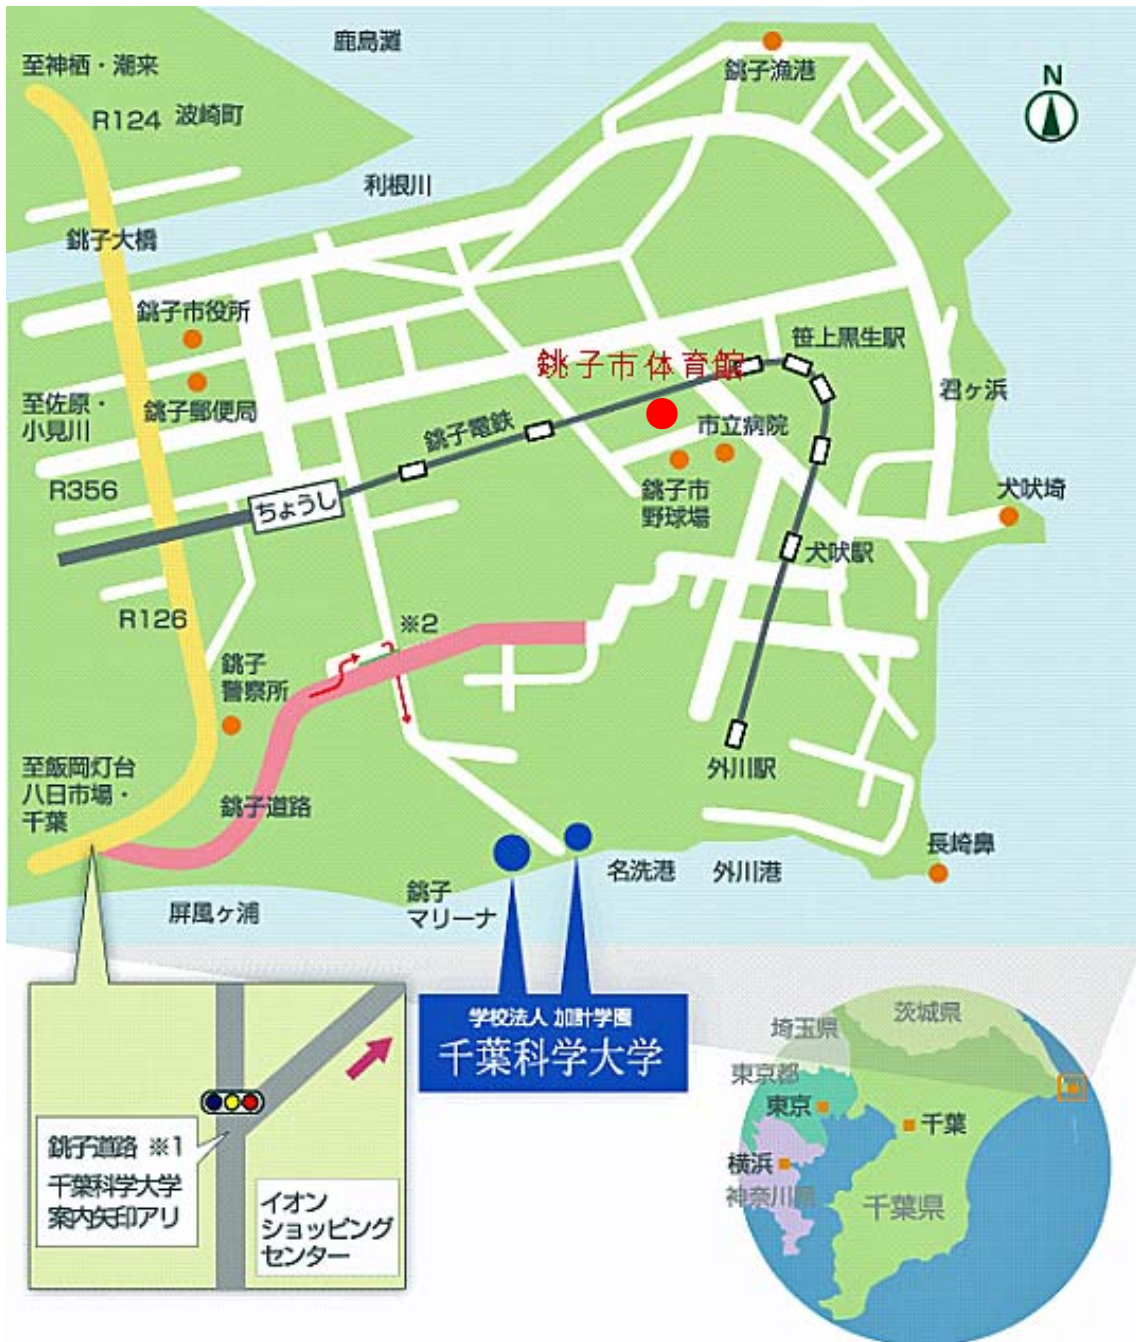 鹿島灘
至神栖・潮来
銚子漁港
N
R124
波崎町
利根川
銚子大橋
銚子市役所
笹上黒生駅
銚子市体育館
君ヶ浜
至佐原・
小見川
銚子郵便局
銚子電鉄
市立病院
R356
ちょうし
銚子市
野球場
犬吠埼
犬吠駅
R126
※2
銚子
警察所
至飯岡灯台
八日市場・
千葉
外川駅
銚子道路
長崎鼻
名洗港
外川港
銚子
マリーナ
屏風ヶ浦
学校法人 加計学園
千葉科学大学
銚子道路 ※1
千葉科学大学
案内矢印アリ
イオン
ショッピング
センター
茨城県
埼玉県
東京都
東京
千葉
横浜
神奈川県
千葉県